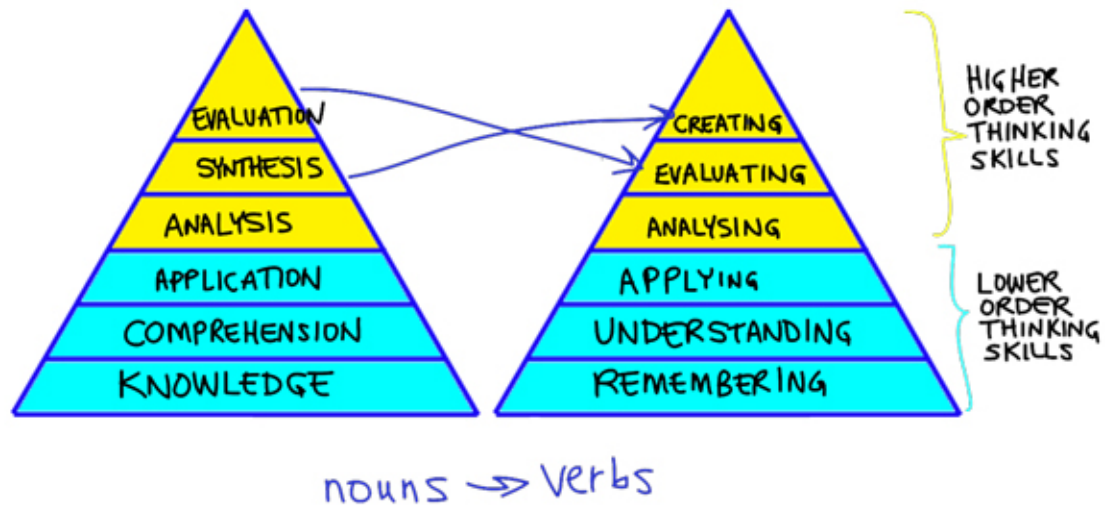 EVALUATION
SYNTHESIS
ANALYSIS
APPLICATION
COMPREHENSION
KNOWLEDGE
CREATING
EVALUATING
ANALYSING
APPLYING
UNDERSTANDING
REMEMBERING
HIGHER
ORDER
THINKING
SKILLS
LOWER
ORDER
THINKING
SKILLS
nouns → verbs